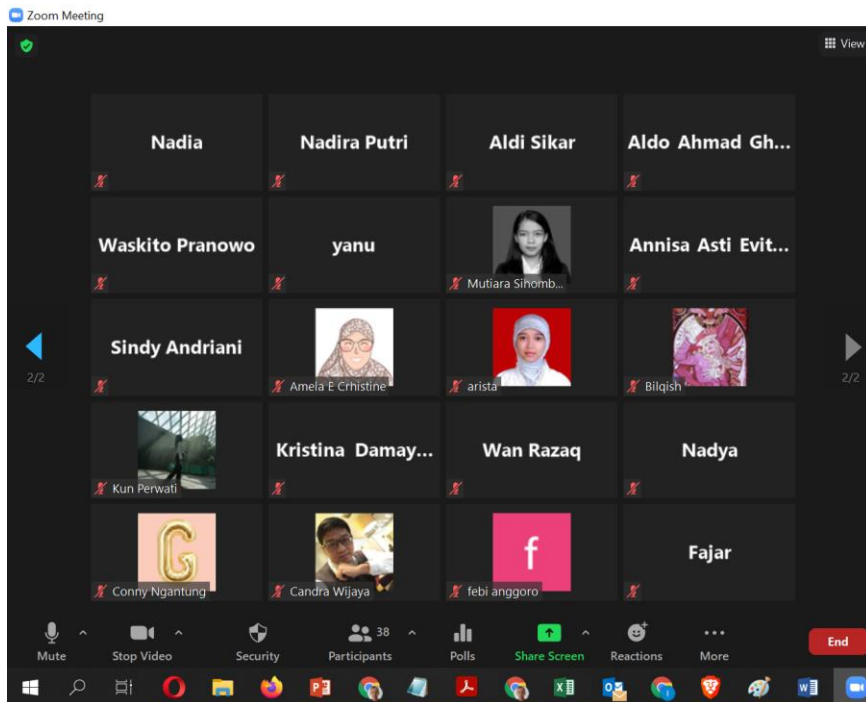 Zoom Meeting
View
Nadia
Nadira Putri
Aldi Sikar
Aldo Ahmad Gh...
Waskito Pranowo
yanu
Mutiara Sihomb...
Annisa Asti Evit...
Sindy Andriani
Amela E Crhistine
arista
Bilqish
2/2
2/2
Kun Perwati
Kristina Damay...
Wan Razaq
Nadya
G
Conny Ngantung
Candra Wijaya
f
febi anggoro
Fajar
38
Mute
Stop Video
Security
Participants
Polls
Share Screen
Reactions
More
End